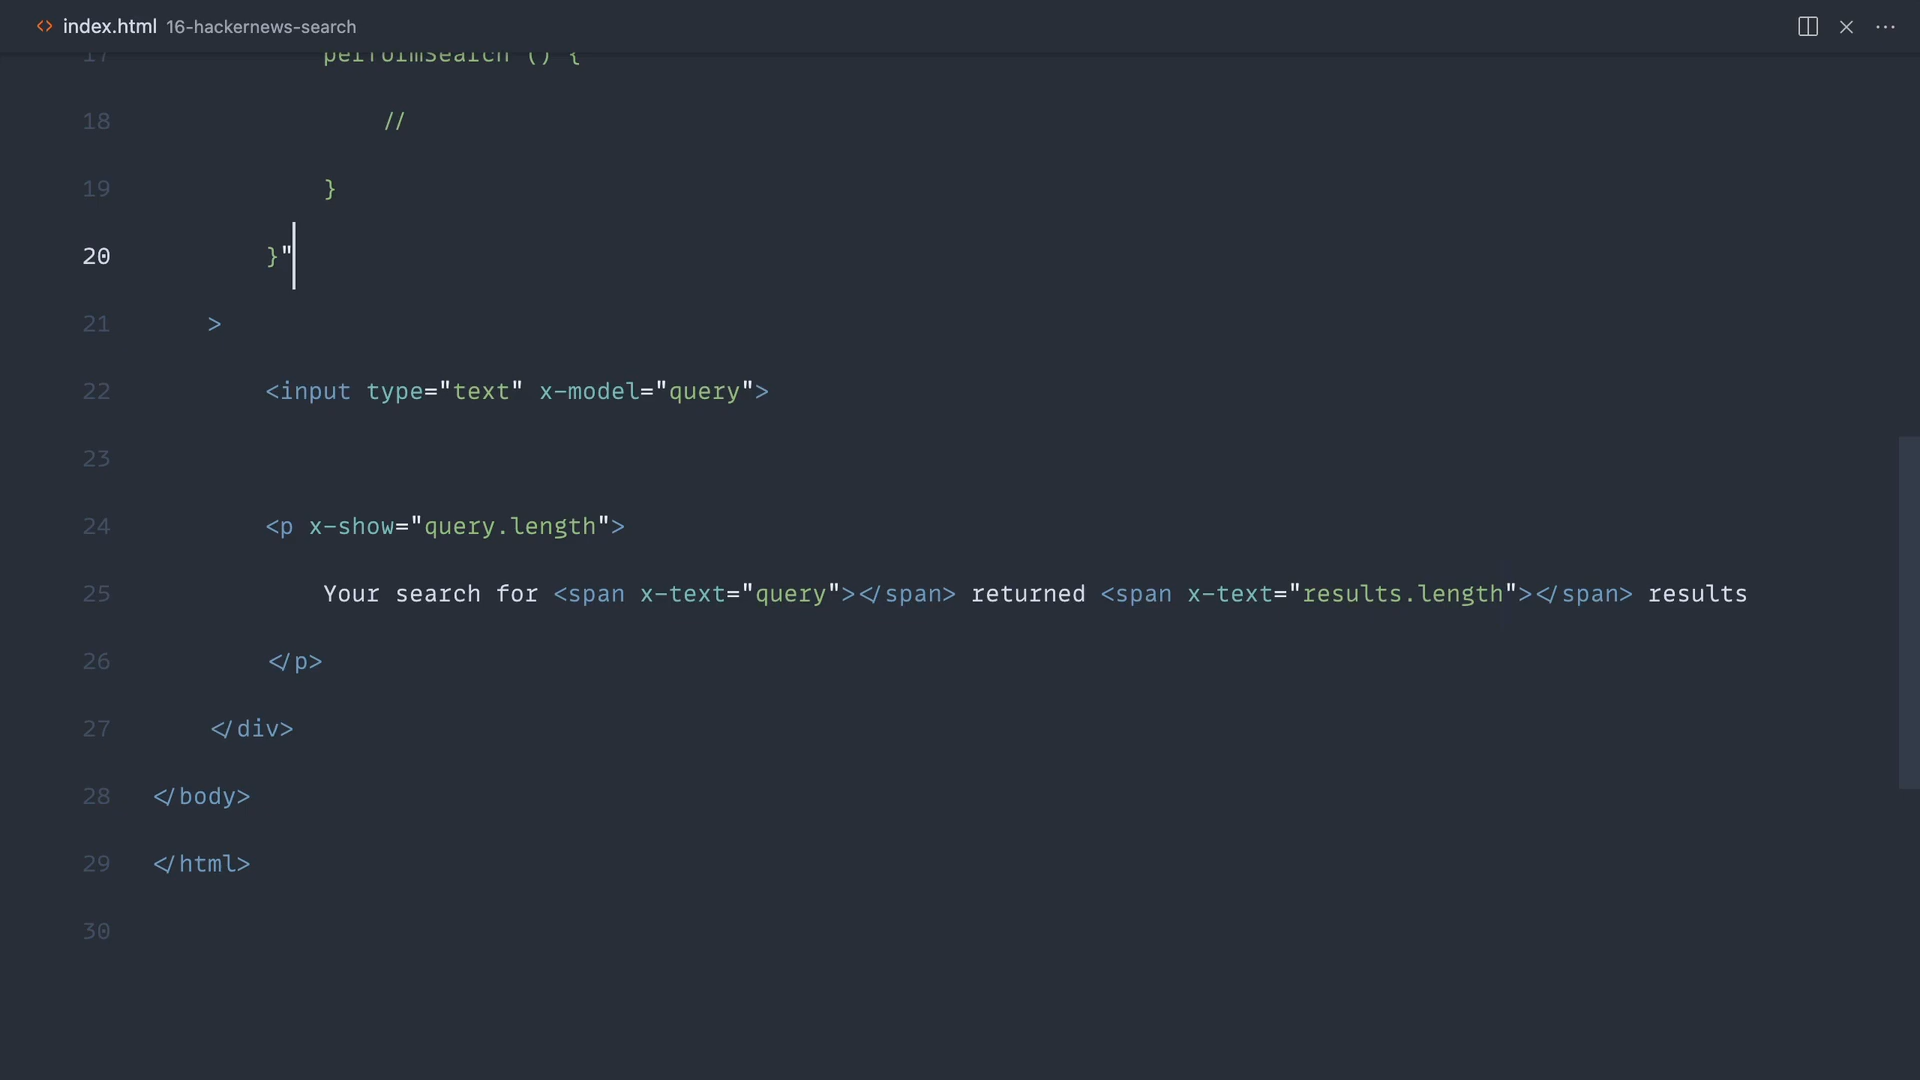 index.html 16-hackernews-search
17 performSearch () {
18 //
19 }
20 }"
21 >
22 <input type="text" x-model="query">
23
24 <p x-show="query.length">
25 Your search for <span x-text="query"></span> returned <span x-text="results.length"></span> results
26 </p>
27 </div>
28 </body>
29 </html>
30